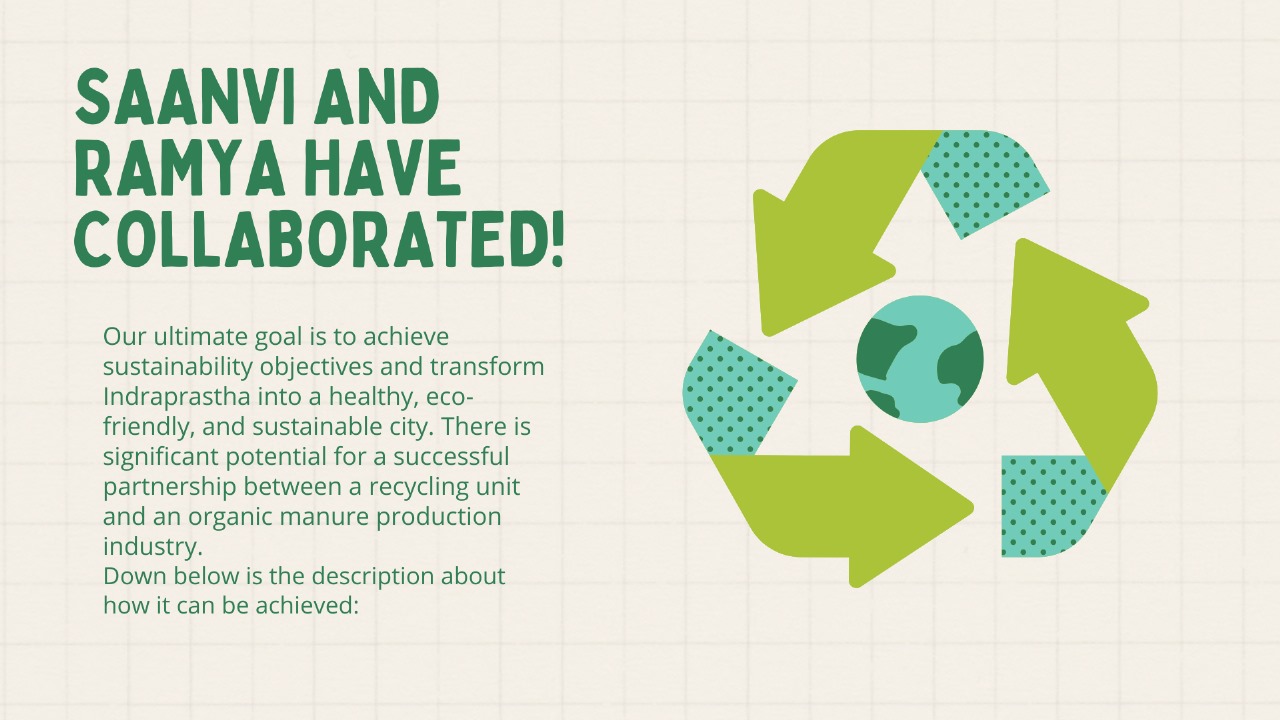 SAANVI AND
RAMYA HAVE
COLLABORATED!
Our ultimate goal is to achieve
sustainability objectives and transform
Indraprastha into a healthy, eco-
friendly, and sustainable city. There is
significant potential for a successful
partnership between a recycling unit
and an organic manure production
industry.
Down below is the description about
how it can be achieved: